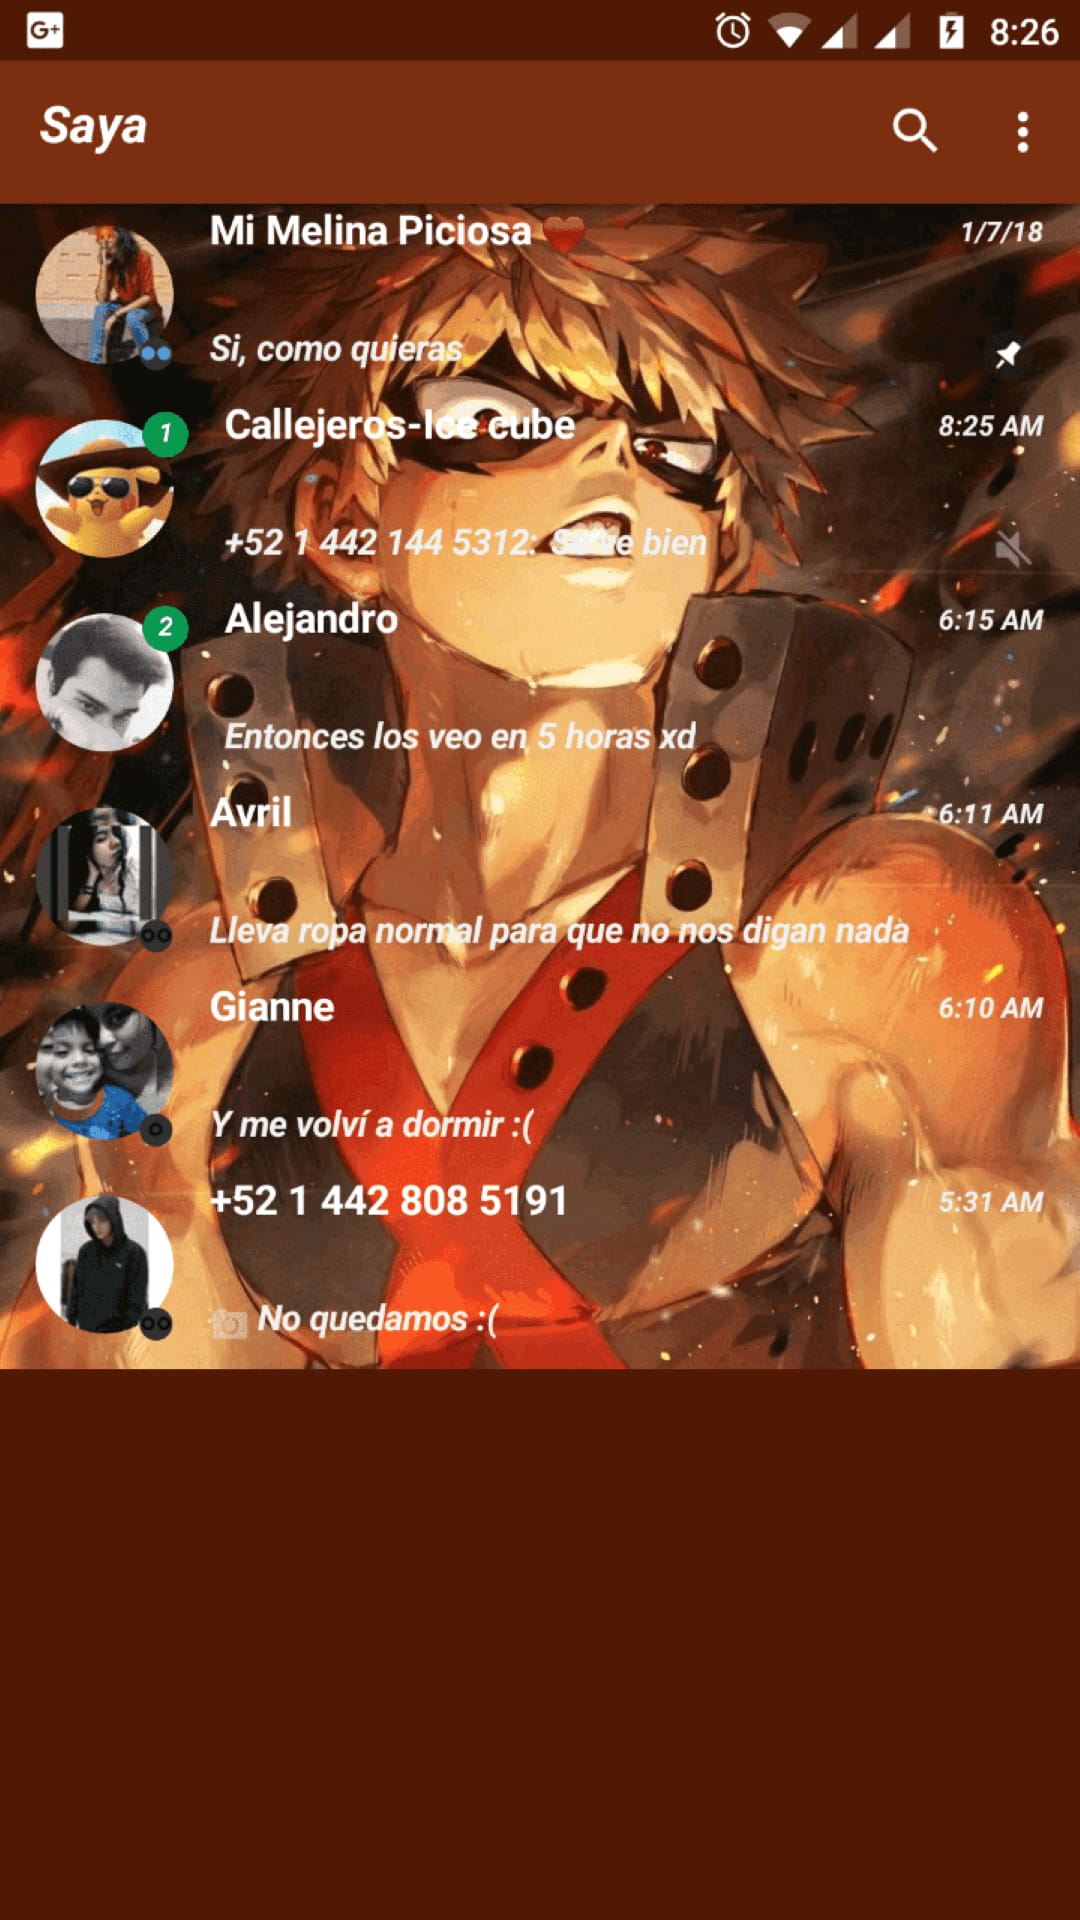 G+ 8:26
Saya
Mi Melina Piciosa ❤ 1/7/18
Si, como quieras
1 Callejeros-Ice cube 8:25 AM
+52 1 442 144 5312: Se ve bien
2 Alejandro 6:15 AM
Entonces los veo en 5 horas xd
Avril 6:11 AM
Lleva ropa normal para que no nos digan nada
Gianne 6:10 AM
Y me volví a dormir :(
+52 1 442 808 5191 5:31 AM
No quedamos :(